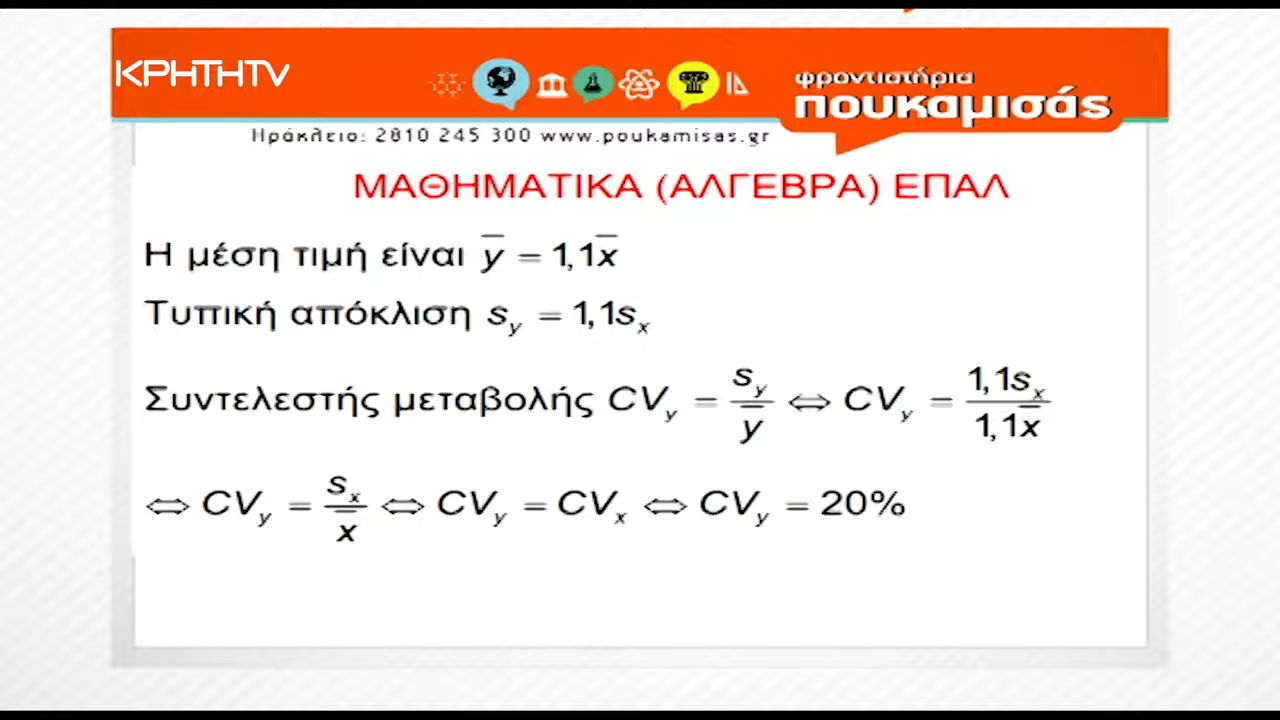 ΚΡΗΤΗTV
φροντιστήρια
πουκαμισάς
Ηράκλειο: 2810 245 300 www.poukamisas.gr
ΜΑΘΗΜΑΤΙΚΑ (ΑΛΓΕΒΡΑ) ΕΠΑΛ
Η μέση τιμή είναι y̅ = 1,1x̅
Τυπική απόκλιση s_y = 1,1s_x
Συντελεστής μεταβολής CV_y = s_y / y̅ ⇔ CV_y = 1,1s_x / 1,1x̅
⇔ CV_y = s_x / x̅ ⇔ CV_y = CV_x ⇔ CV_y = 20%